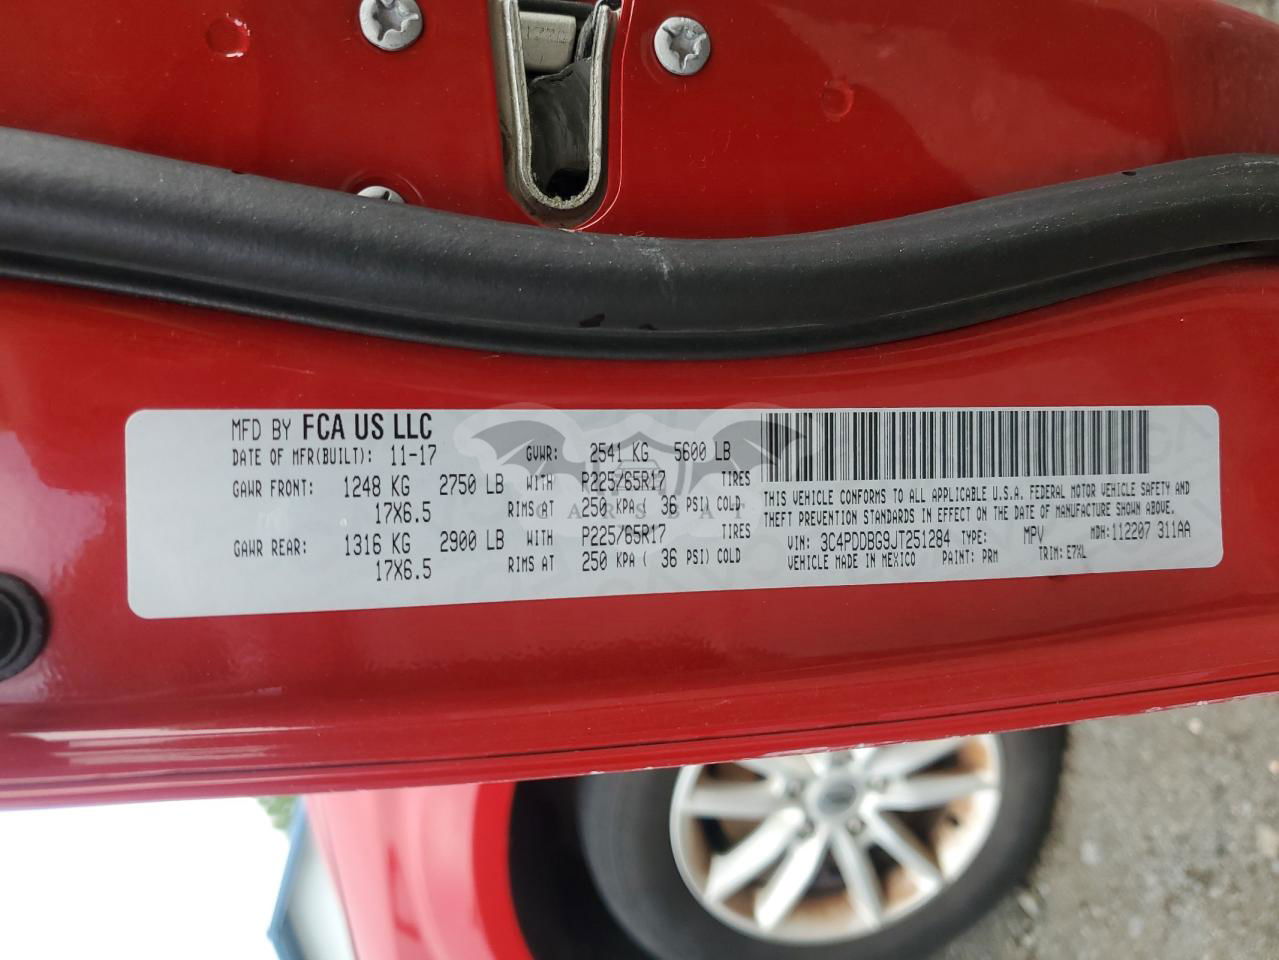 1770
MFD BY FCA US LLC
DATE OF MFR(BUILT): 11-17 GVWR: 2541 KG 5600 LB
GAWR FRONT: 1248 KG 2750 LB WITH P225/65R17 TIRES
17X6.5 RIMS AT 250 KPA ( 36 PSI) COLD
GAWR REAR: 1316 KG 2900 LB WITH P225/65R17 TIRES
17X6.5 RIMS AT 250 KPA ( 36 PSI) COLD
THIS VEHICLE CONFORMS TO ALL APPLICABLE U.S.A. FEDERAL MOTOR VEHICLE SAFETY AND
THEFT PREVENTION STANDARDS IN EFFECT ON THE DATE OF MANUFACTURE SHOWN ABOVE.
VIN: 3C4PDDBG9JT251284 TYPE: MPV MDH: 112207 311AA
VEHICLE MADE IN MEXICO PAINT: PRM TRIM: E7XL
CARSBAT